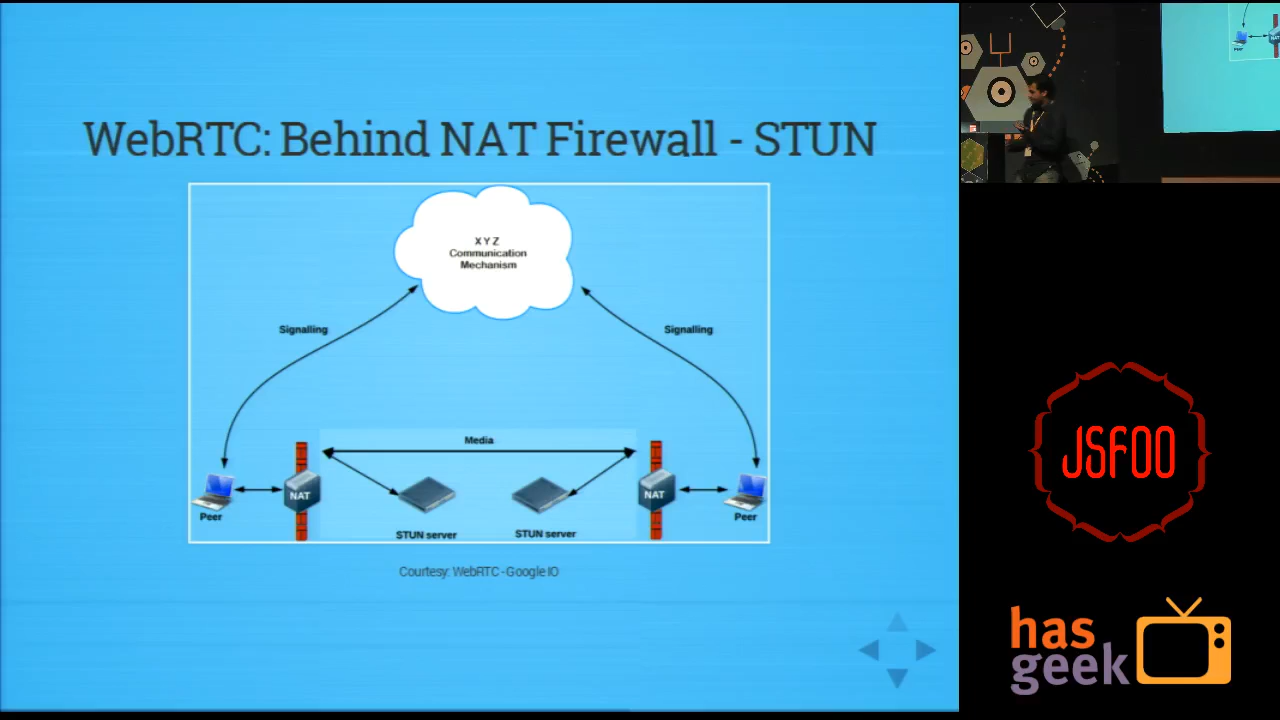 WebRTC: Behind NAT Firewall - STUN
X Y Z
Communication
Mechanism
Signalling
Signalling
Media
NAT
NAT
Peer
STUN server
STUN server
Peer
Courtesy: WebRTC - Google IO
JSFOO
has
geek